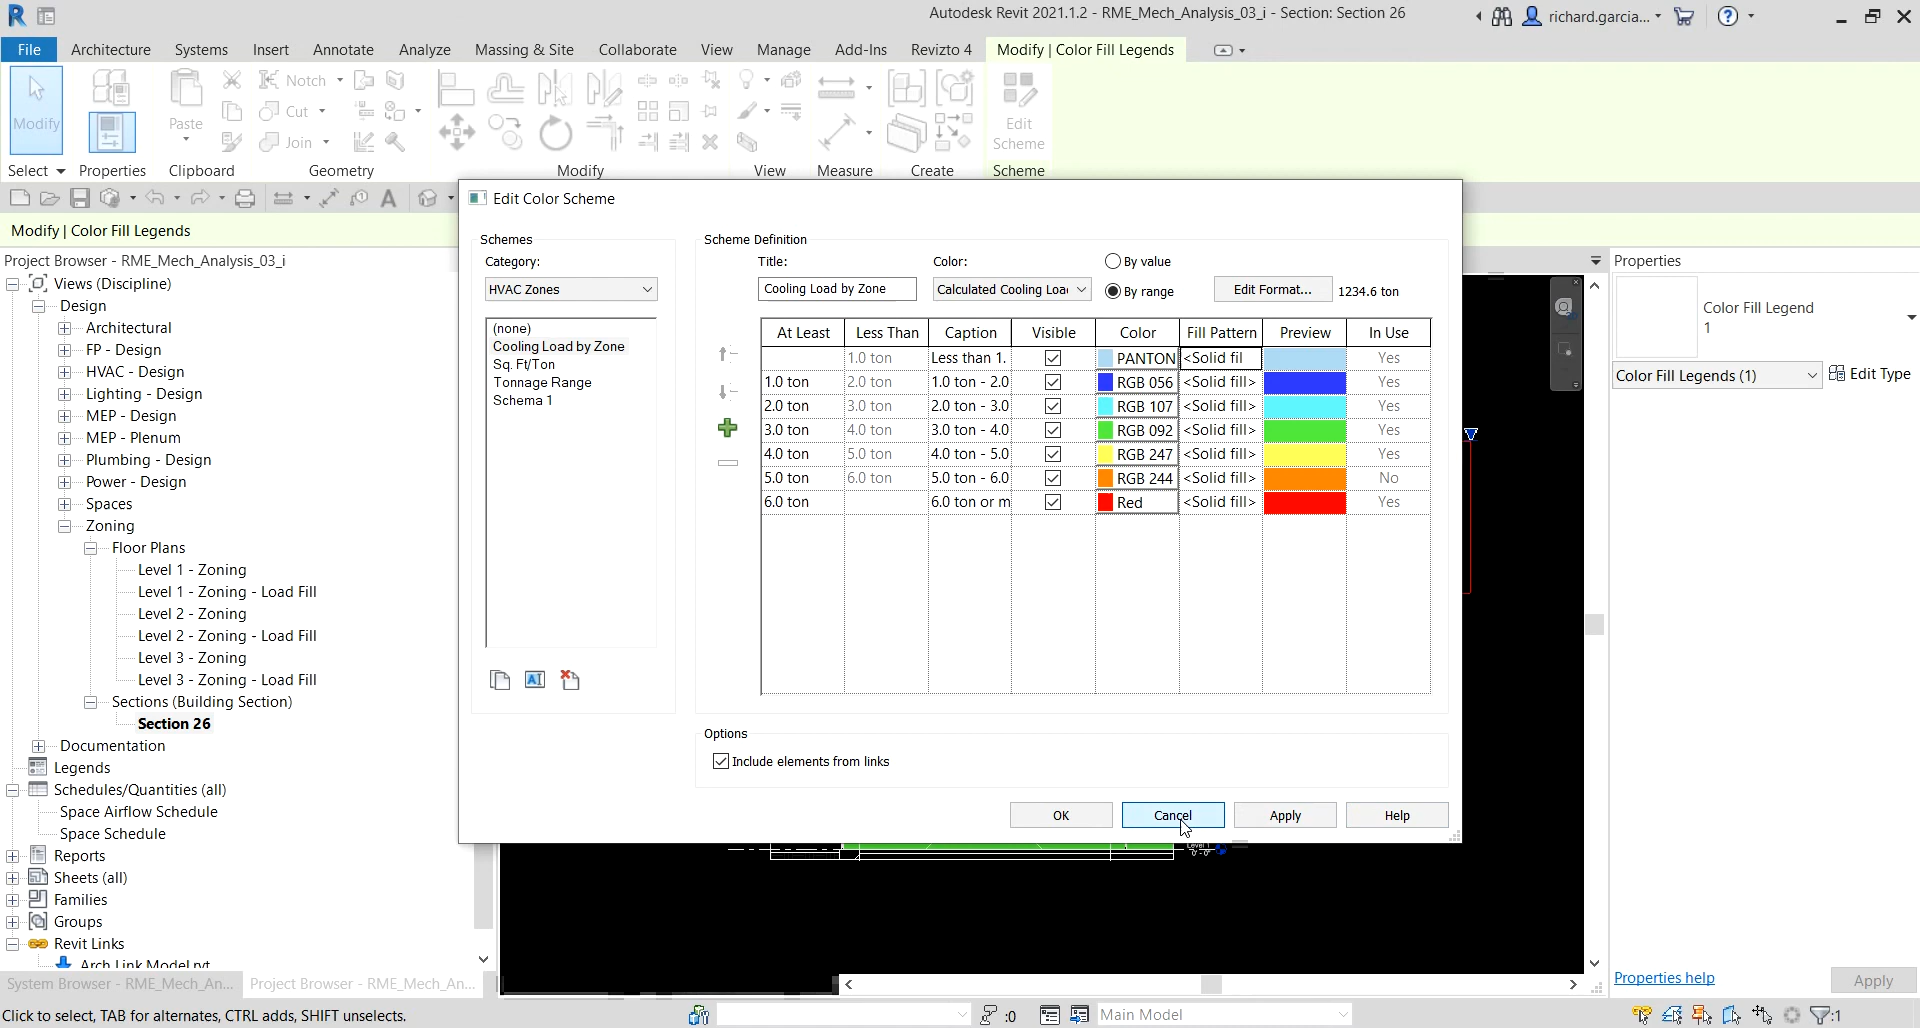 Autodesk Revit 2021.1.2 - RME_Mech_Analysis_03_i - Section: Section 26
richard.garcia...
File Architecture Systems Insert Annotate Analyze Massing & Site Collaborate View Manage Add-Ins Revizto 4 Modify | Color Fill Legends
Modify Paste Notch Cut Join Edit Scheme
Select Properties Clipboard Geometry Modify View Measure Create Scheme
Modify | Color Fill Legends
Project Browser - RME_Mech_Analysis_03_i
Views (Discipline)
Design
Architectural
FP - Design
HVAC - Design
Lighting - Design
MEP - Design
MEP - Plenum
Plumbing - Design
Power - Design
Spaces
Zoning
Floor Plans
Level 1 - Zoning
Level 1 - Zoning - Load Fill
Level 2 - Zoning
Level 2 - Zoning - Load Fill
Level 3 - Zoning
Level 3 - Zoning - Load Fill
Sections (Building Section)
Section 26
Documentation
Legends
Schedules/Quantities (all)
Space Airflow Schedule
Space Schedule
Reports
Sheets (all)
Families
Groups
Revit Links
Arch Link Model.rvt
System Browser - RME_Mech_An... Project Browser - RME_Mech_An...
Edit Color Scheme
Schemes
Category:
HVAC Zones
(none)
Cooling Load by Zone
Sq. Ft/Ton
Tonnage Range
Schema 1
Scheme Definition
Title: Color: By value
Cooling Load by Zone Calculated Cooling Loa By range Edit Format... 1234.6 ton
At Least Less Than Caption Visible Color Fill Pattern Preview In Use
1.0 ton Less than 1. PANTON <Solid fil Yes
1.0 ton 2.0 ton 1.0 ton - 2.0 RGB 056 <Solid fill> Yes
2.0 ton 3.0 ton 2.0 ton - 3.0 RGB 107 <Solid fill> Yes
3.0 ton 4.0 ton 3.0 ton - 4.0 RGB 092 <Solid fill> Yes
4.0 ton 5.0 ton 4.0 ton - 5.0 RGB 247 <Solid fill> Yes
5.0 ton 6.0 ton 5.0 ton - 6.0 RGB 244 <Solid fill> No
6.0 ton 6.0 ton or m Red <Solid fill> Yes
Options
Include elements from links
OK Cancel Apply Help
Level 1
0' - 0"
Properties
Color Fill Legend
1
Color Fill Legends (1) Edit Type
Properties help Apply
Click to select, TAB for alternates, CTRL adds, SHIFT unselects. :0 Main Model :1